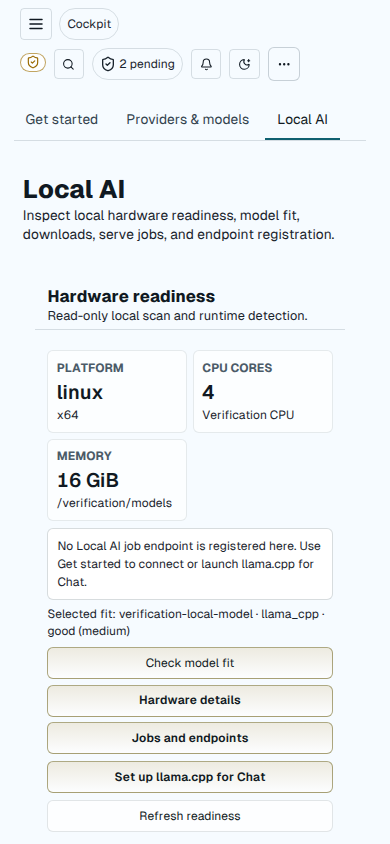 Cockpit
2 pending
Get started
Providers & models
Local AI
Local AI
Inspect local hardware readiness, model fit,
downloads, serve jobs, and endpoint registration.
Hardware readiness
Read-only local scan and runtime detection.
PLATFORM
linux
x64
CPU CORES
4
Verification CPU
MEMORY
16 GiB
/verification/models
No Local AI job endpoint is registered here. Use
Get started to connect or launch llama.cpp for
Chat.
Selected fit: verification-local-model · llama_cpp ·
good (medium)
Check model fit
Hardware details
Jobs and endpoints
Set up llama.cpp for Chat
Refresh readiness